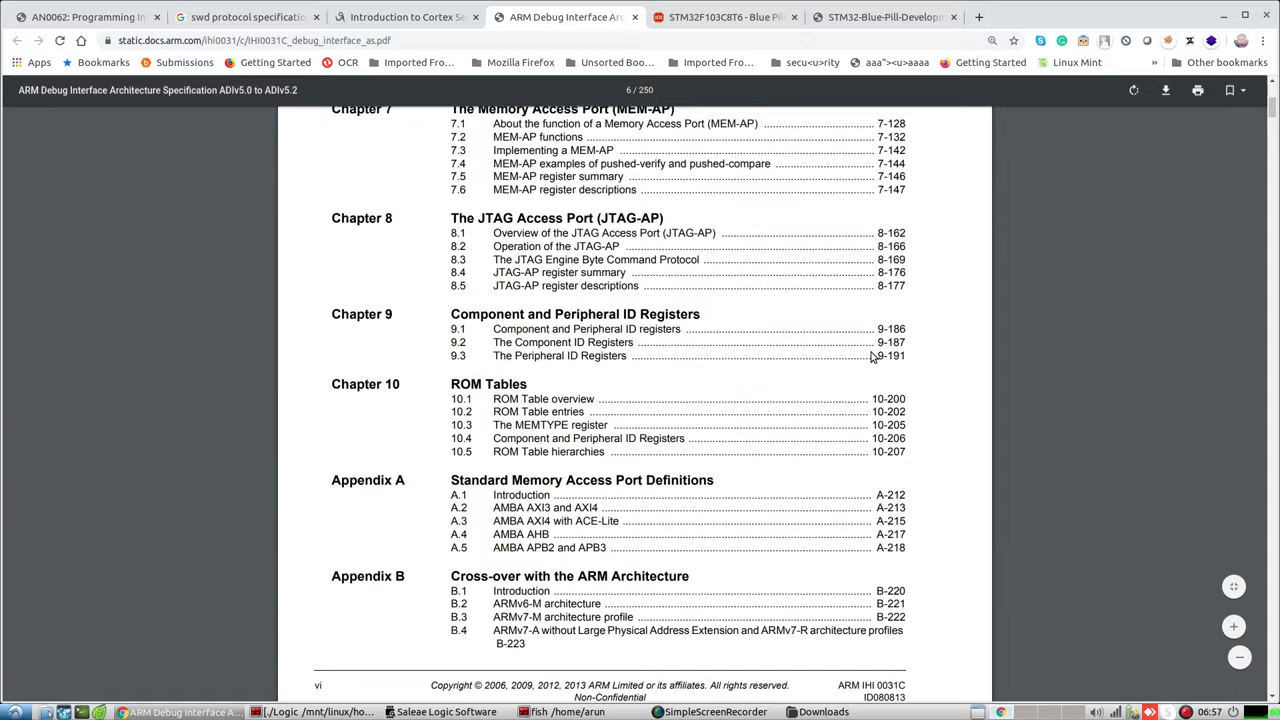 AN0062: Programming In
swd protocol specificatio
Introduction to Cortex Se
ARM Debug Interface Arc
STM32F103C8T6 - Blue Pill
STM32-Blue-Pill-Developm
static.docs.arm.com/ihi0031/c/IHI0031C_debug_interface_as.pdf
Apps
Bookmarks
Submissions
Getting Started
OCR
Imported Fro...
Mozilla Firefox
Unsorted Boo...
Imported Fro...
secu<u>rity
aaa"><u>aaaa
Getting Started
Linux Mint
»
Other bookmarks
ARM Debug Interface Architecture Specification ADIv5.0 to ADIv5.2
6 / 250
Chapter 7 The Memory Access Port (MEM-AP)
7.1 About the function of a Memory Access Port (MEM-AP) 7-128
7.2 MEM-AP functions 7-132
7.3 Implementing a MEM-AP 7-142
7.4 MEM-AP examples of pushed-verify and pushed-compare 7-144
7.5 MEM-AP register summary 7-146
7.6 MEM-AP register descriptions 7-147
Chapter 8 The JTAG Access Port (JTAG-AP)
8.1 Overview of the JTAG Access Port (JTAG-AP) 8-162
8.2 Operation of the JTAG-AP 8-166
8.3 The JTAG Engine Byte Command Protocol 8-169
8.4 JTAG-AP register summary 8-176
8.5 JTAG-AP register descriptions 8-177
Chapter 9 Component and Peripheral ID Registers
9.1 Component and Peripheral ID registers 9-186
9.2 The Component ID Registers 9-187
9.3 The Peripheral ID Registers 9-191
Chapter 10 ROM Tables
10.1 ROM Table overview 10-200
10.2 ROM Table entries 10-202
10.3 The MEMTYPE register 10-205
10.4 Component and Peripheral ID Registers 10-206
10.5 ROM Table hierarchies 10-207
Appendix A Standard Memory Access Port Definitions
A.1 Introduction A-212
A.2 AMBA AXI3 and AXI4 A-213
A.3 AMBA AXI4 with ACE-Lite A-215
A.4 AMBA AHB A-217
A.5 AMBA APB2 and APB3 A-218
Appendix B Cross-over with the ARM Architecture
B.1 Introduction B-220
B.2 ARMv6-M architecture B-221
B.3 ARMv7-M architecture profile B-222
B.4 ARMv7-A without Large Physical Address Extension and ARMv7-R architecture profiles
B-223
vi Copyright © 2006, 2009, 2012, 2013 ARM Limited or its affiliates. All rights reserved. ARM IHI 0031C
Non-Confidential ID080813
ARM Debug Interface A...
[./Logic /mnt/linux/ho...
Saleae Logic Software
fish /home/arun
SimpleScreenRecorder
Downloads
06:57